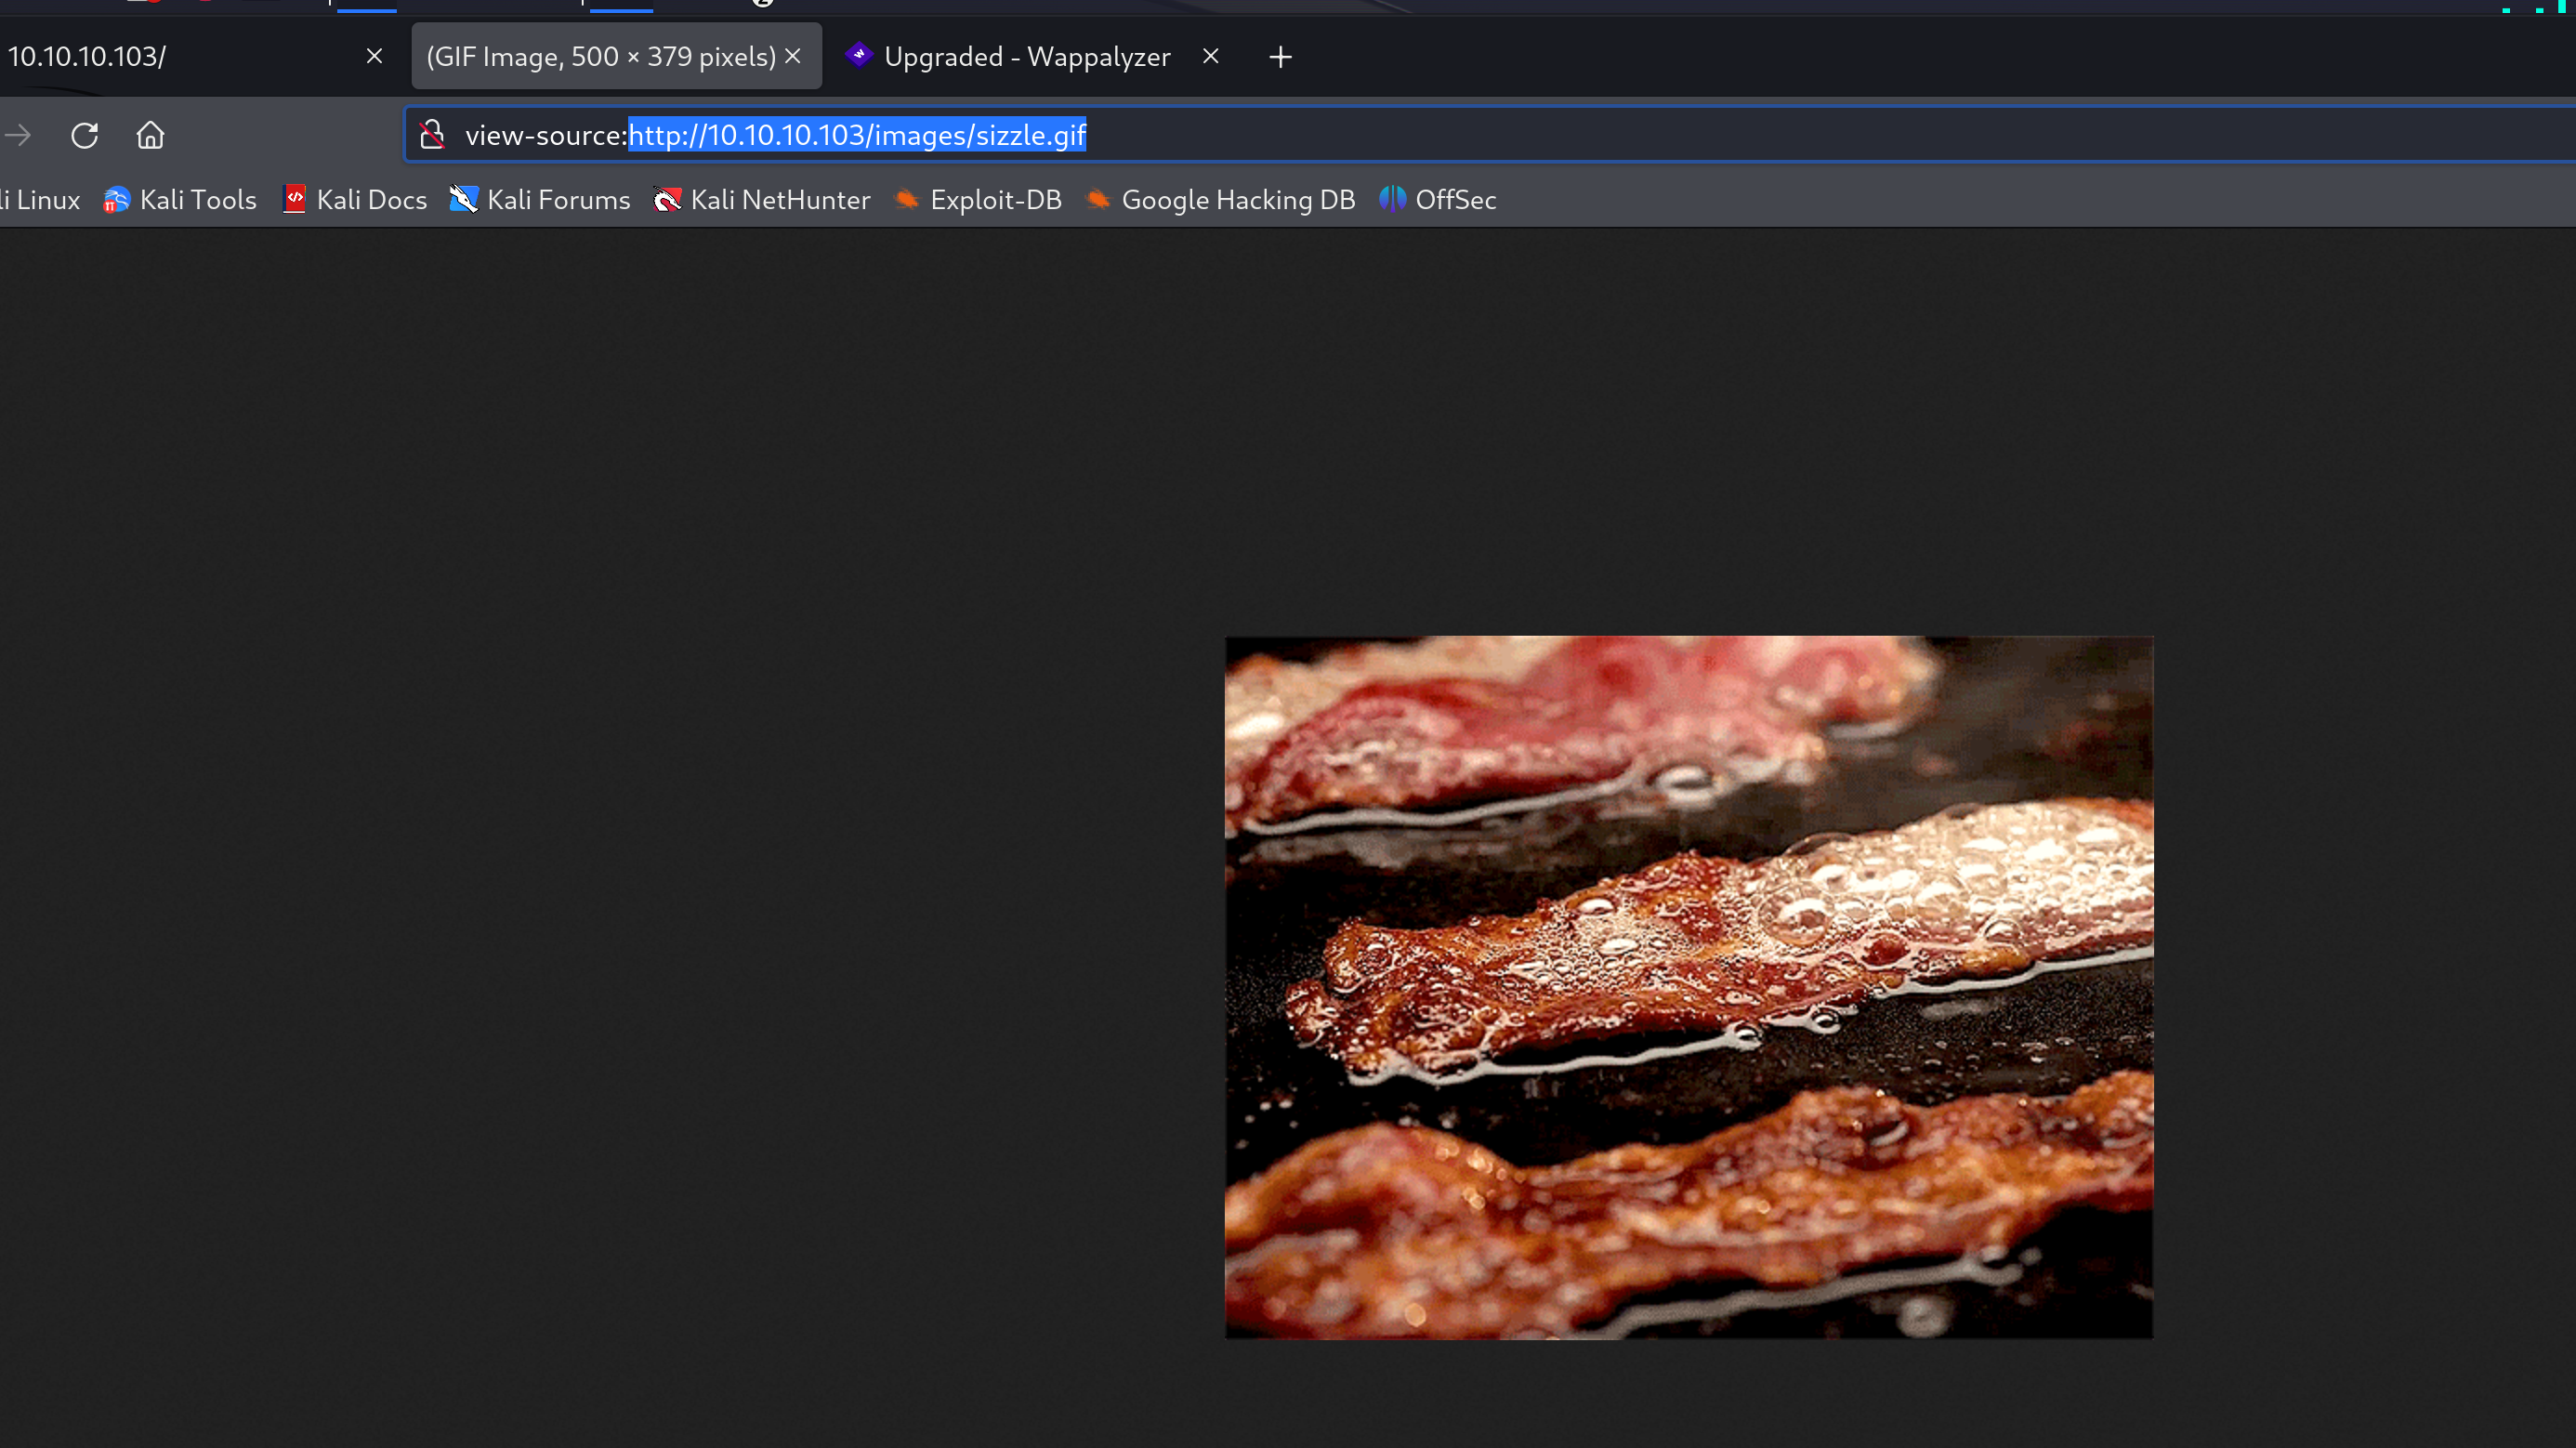 10.10.10.103/ (GIF Image, 500 × 379 pixels) Upgraded - Wappalyzer
view-source:http://10.10.10.103/images/sizzle.gif
li Linux Kali Tools Kali Docs Kali Forums Kali NetHunter Exploit-DB Google Hacking DB OffSec